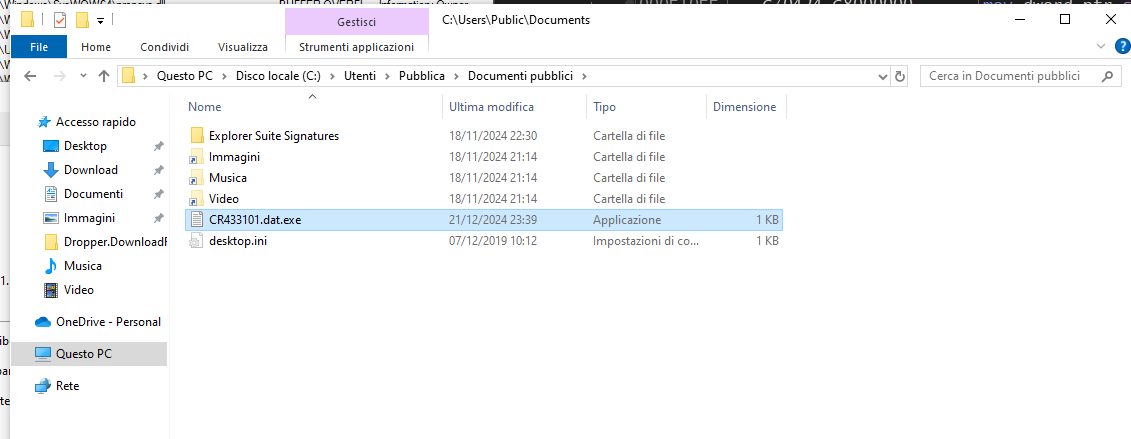 Gestisci
C:\Users\Public\Documents
File
Home
Condividi
Visualizza
Strumenti applicazioni
Questo PC
Disco locale (C:)
Utenti
Pubblica
Documenti pubblici
Cerca in Documenti pubblici
Nome
Ultima modifica
Tipo
Dimensione
Accesso rapido
Desktop
Download
Documenti
Immagini
Dropper.DownloadF
Musica
Video
OneDrive - Personal
Questo PC
Rete
Explorer Suite Signatures 18/11/2024 22:30 Cartella di file
Immagini 18/11/2024 21:14 Cartella di file
Musica 18/11/2024 21:14 Cartella di file
Video 18/11/2024 21:14 Cartella di file
CR433101.dat.exe 21/12/2024 23:39 Applicazione 1 KB
desktop.ini 07/12/2019 10:12 Impostazioni di co... 1 KB